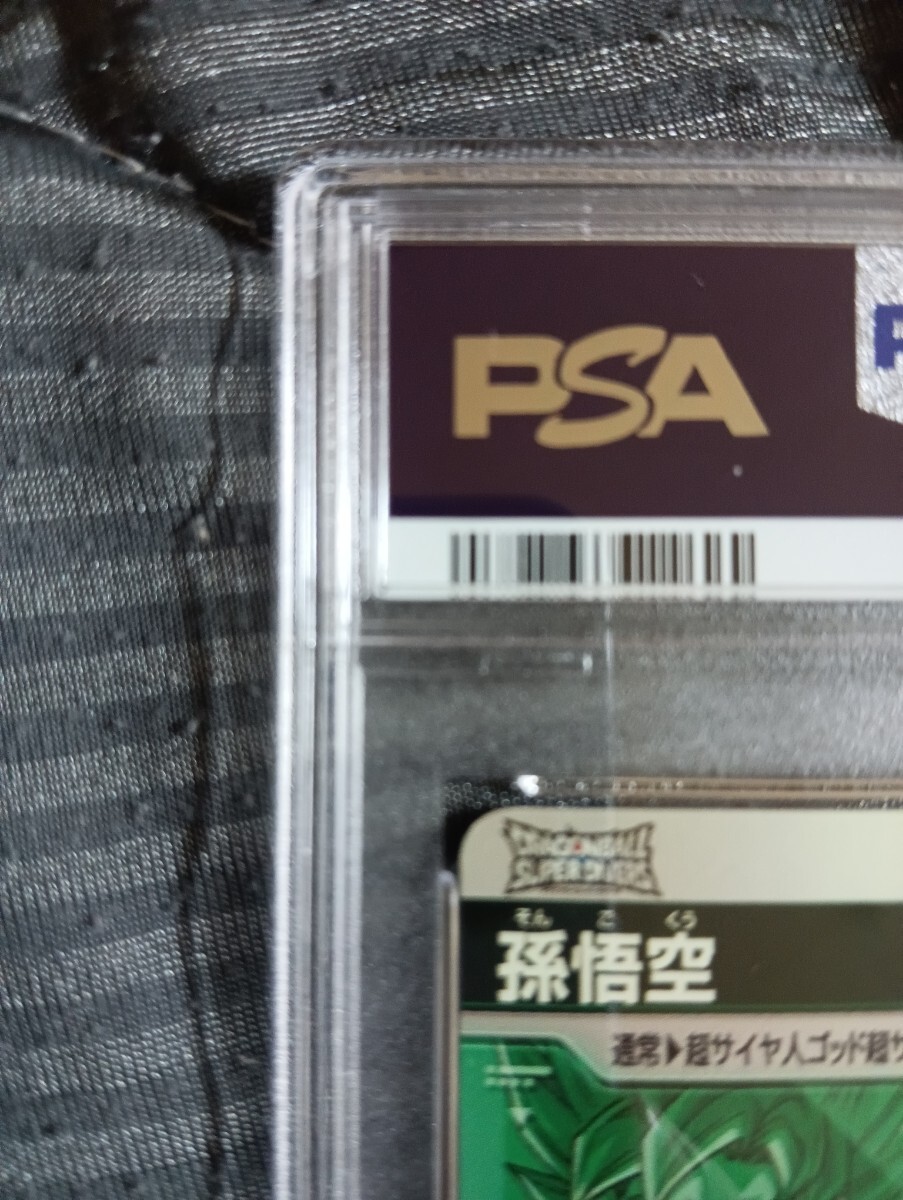 PSA
DRAGONBALL
SUPER DIVERS
そん ご くう
孫悟空
通常▶超サイヤ人ゴッド超サ